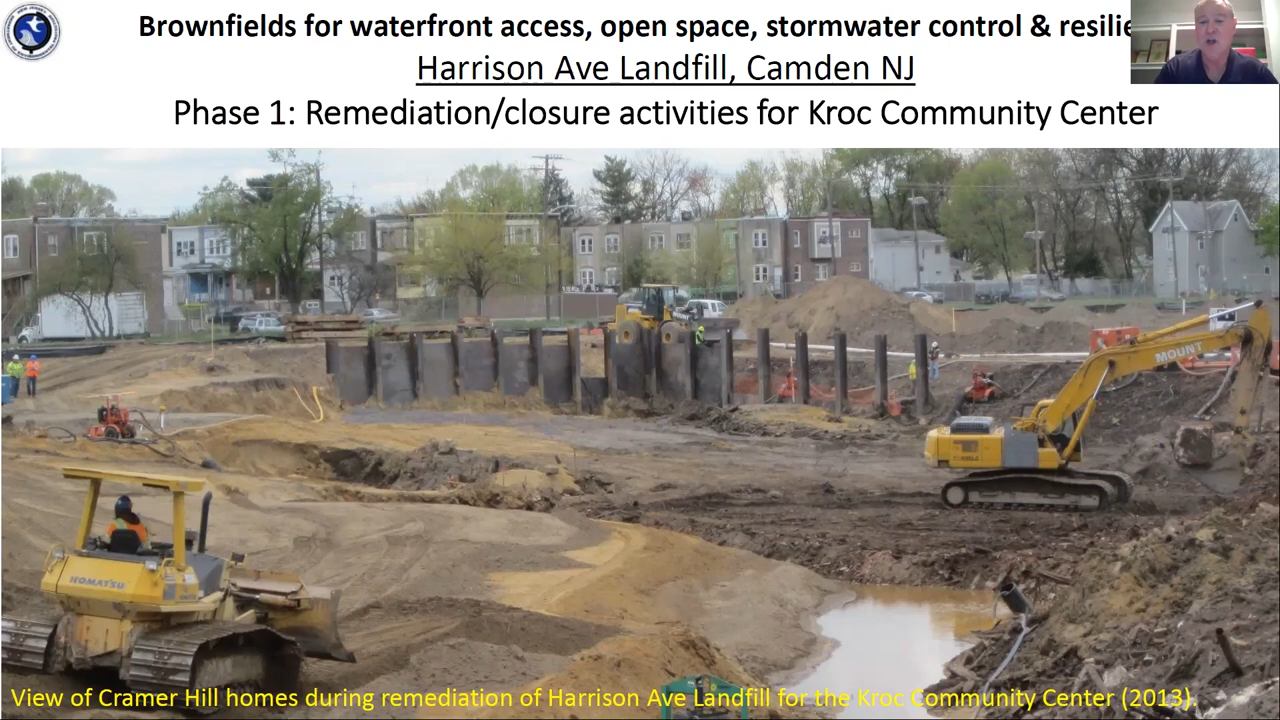 Brownfields for waterfront access, open space, stormwater control & resilie
Harrison Ave Landfill, Camden NJ
Phase 1: Remediation/closure activities for Kroc Community Center
MOUNT
KOMATSU
View of Cramer Hill homes during remediation of Harrison Ave Landfill for the Kroc Community Center (2013).